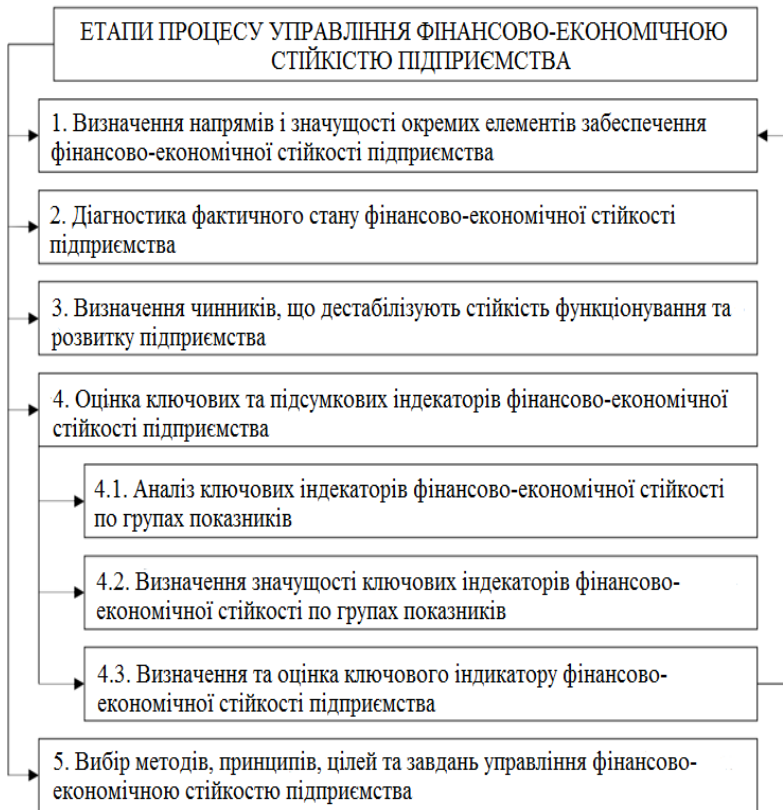 ЕТАПИ ПРОЦЕСУ УПРАВЛІННЯ ФІНАНСОВО-ЕКОНОМІЧНОЮ
СТІЙКІСТЮ ПІДПРИЄМСТВА
1. Визначення напрямів і значущості окремих елементів забеспечення
фінансово-економічної стійкості підприємства
2. Діагностика фактичного стану фінансово-економічної стійкості
підприємства
3. Визначення чинників, що дестабілізують стійкість функціонування та
розвитку підприємства
4. Оцінка ключових та підсумкових індекаторів фінансово-економічної
стійкості підприємства
4.1. Аналіз ключових індекаторів фінансово-економічної стійкості
по групах показників
4.2. Визначення значущості ключових індекаторів фінансово-
економічної стійкості по групах показників
4.3. Визначення та оцінка ключового індикатору фінансово-
економічної стійкості підприємства
5. Вибір методів, принципів, цілей та завдань управління фінансово-
економічною стойкостю підприємства